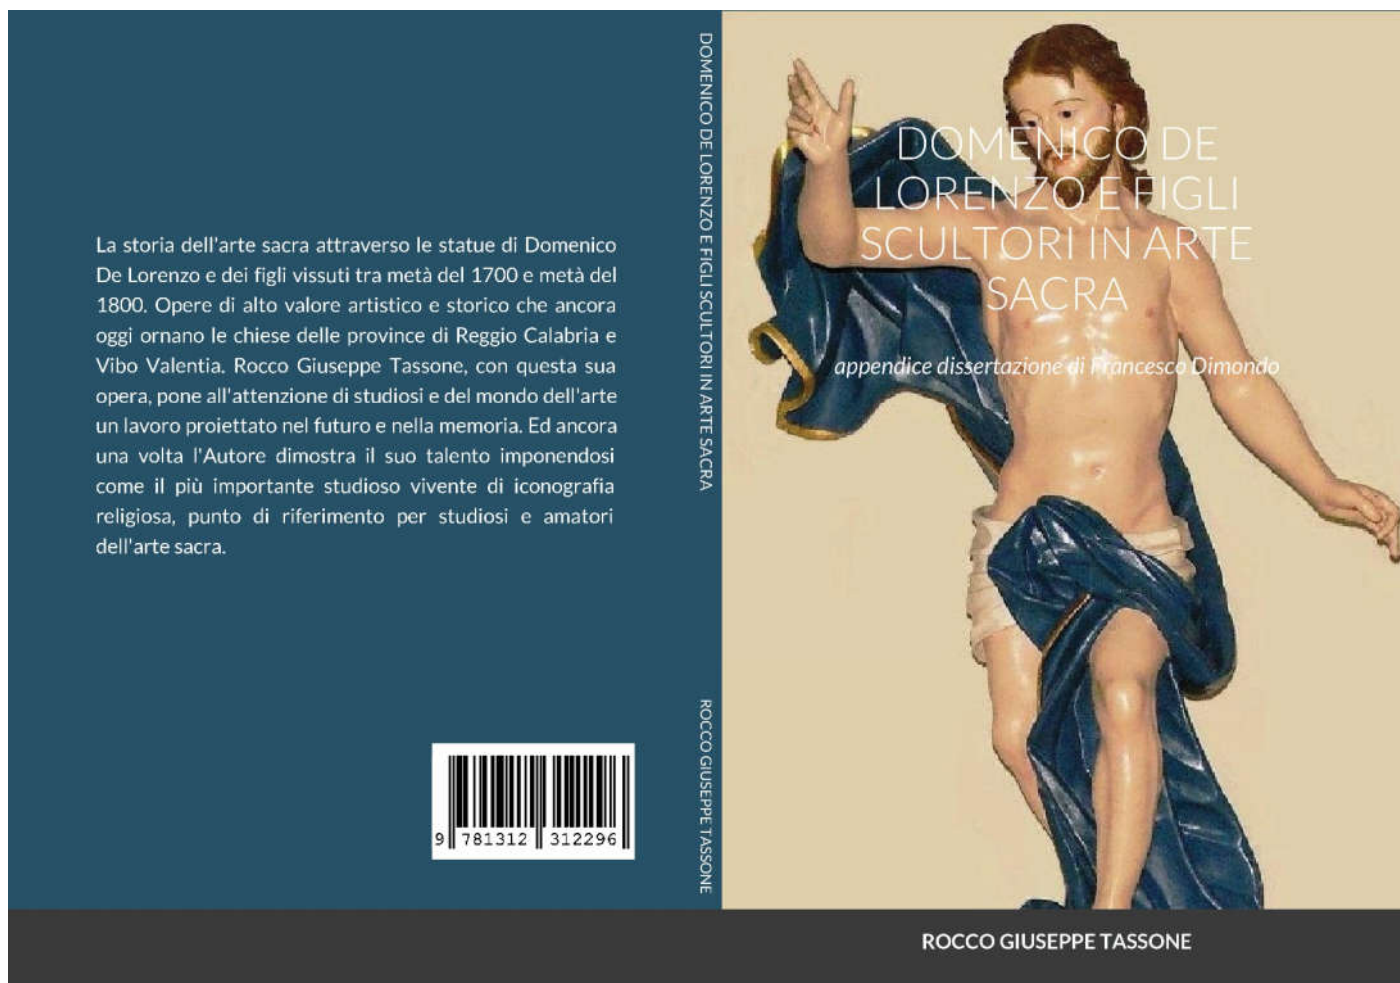 La storia dell'arte sacra attraverso le statue di Domenico
De Lorenzo e dei figli vissuti tra metà del 1700 e metà del
1800. Opere di alto valore artistico e storico che ancora
oggi ornano le chiese delle province di Reggio Calabria e
Vibo Valentia. Rocco Giuseppe Tassone, con questa sua
opera, pone all'attenzione di studiosi e del mondo dell'arte
un lavoro proiettato nel futuro e nella memoria. Ed ancora
una volta l'Autore dimostra il suo talento imponendosi
come il più importante studioso vivente di iconografia
religiosa, punto di riferimento per studiosi e amatori
dell'arte sacra.
9 781312 312296
DOMENICO DE LORENZO E FIGLI SCULTORI IN ARTE SACRA
ROCCO GIUSEPPE TASSONE
DOMENICO DE
LORENZO E FIGLI
SCULTORI IN ARTE
SACRA
appendice dissertazione di Francesco Dimondo
ROCCO GIUSEPPE TASSONE